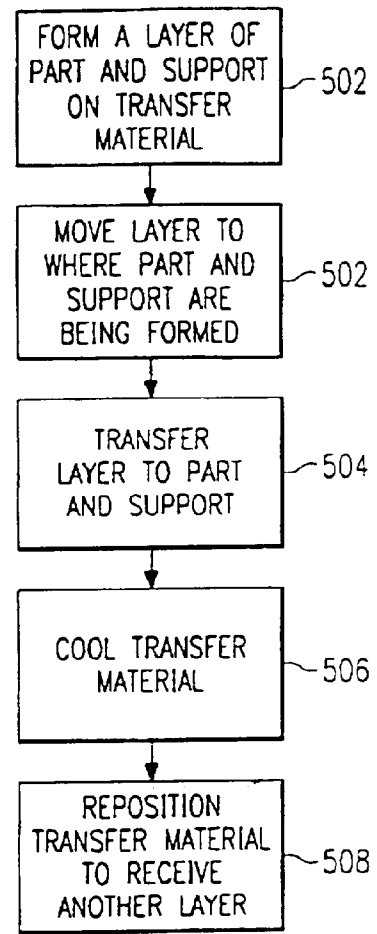 FORM A LAYER OF
PART AND SUPPORT
ON TRANSFER
MATERIAL
502
MOVE LAYER TO
WHERE PART AND
SUPPORT ARE
BEING FORMED
502
TRANSFER
LAYER TO PART
AND SUPPORT
504
COOL TRANSFER
MATERIAL
506
REPOSITION
TRANSFER MATERIAL
TO RECEIVE
ANOTHER LAYER
508